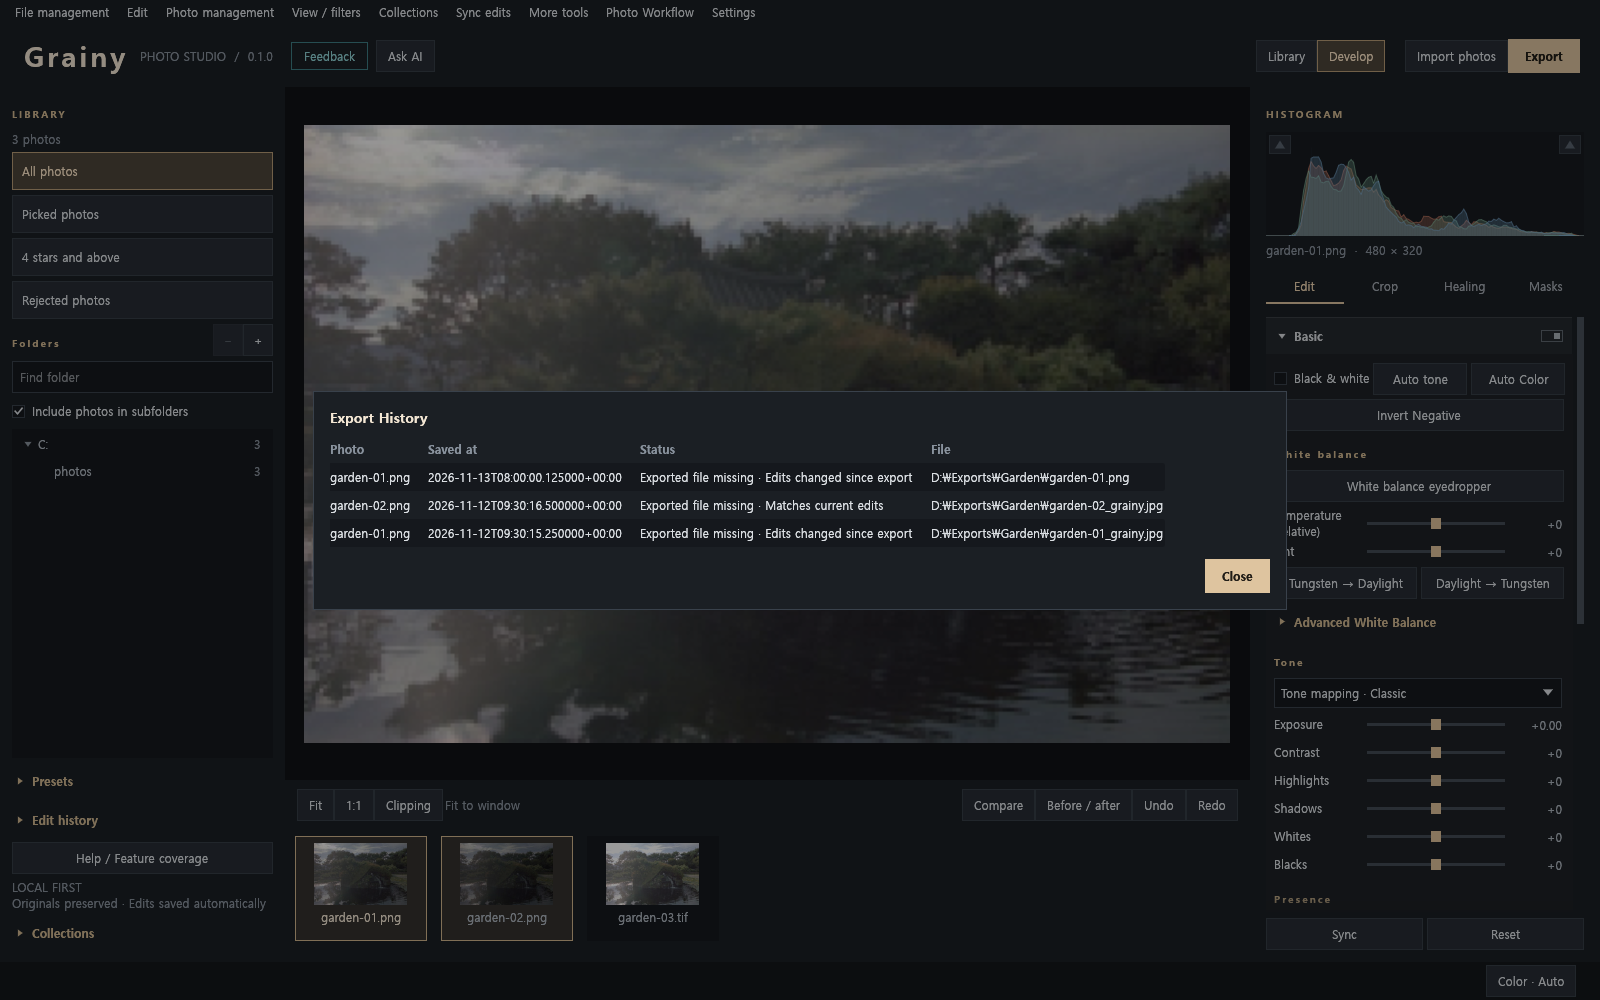 File management Edit Photo management View / filters Collections Sync edits More tools Photo Workflow Settings
Grainy PHOTO STUDIO / 0.1.0 Feedback Ask AI Library Develop Import photos Export
LIBRARY
3 photos
All photos
Picked photos
4 stars and above
Rejected photos
Folders − +
Find folder
Include photos in subfolders
C: 3
photos 3
Presets
Edit history
Help / Feature coverage
LOCAL FIRST
Originals preserved · Edits saved automatically
Collections
Export History
Photo Saved at Status File
garden-01.png 2026-11-13T08:00:00.125000+00:00 Exported file missing · Edits changed since export D:₩Exports₩Garden₩garden-01.png
garden-02.png 2026-11-12T09:30:16.500000+00:00 Exported file missing · Matches current edits D:₩Exports₩Garden₩garden-02_grainy.jpg
garden-01.png 2026-11-12T09:30:15.250000+00:00 Exported file missing · Edits changed since export D:₩Exports₩Garden₩garden-01_grainy.jpg
Close
Fit 1:1 Clipping Fit to window Compare Before / after Undo Redo
garden-01.png garden-02.png garden-03.tif
HISTOGRAM
garden-01.png · 480 × 320
Edit Crop Healing Masks
Basic
Black & white Auto tone Auto Color
Invert Negative
hite balance
White balance eyedropper
mperature
elative) +0
nt +0
Tungsten → Daylight Daylight → Tungsten
Advanced White Balance
Tone
Tone mapping · Classic
Exposure +0.00
Contrast +0
Highlights +0
Shadows +0
Whites +0
Blacks +0
Presence
Sync Reset
Color · Auto